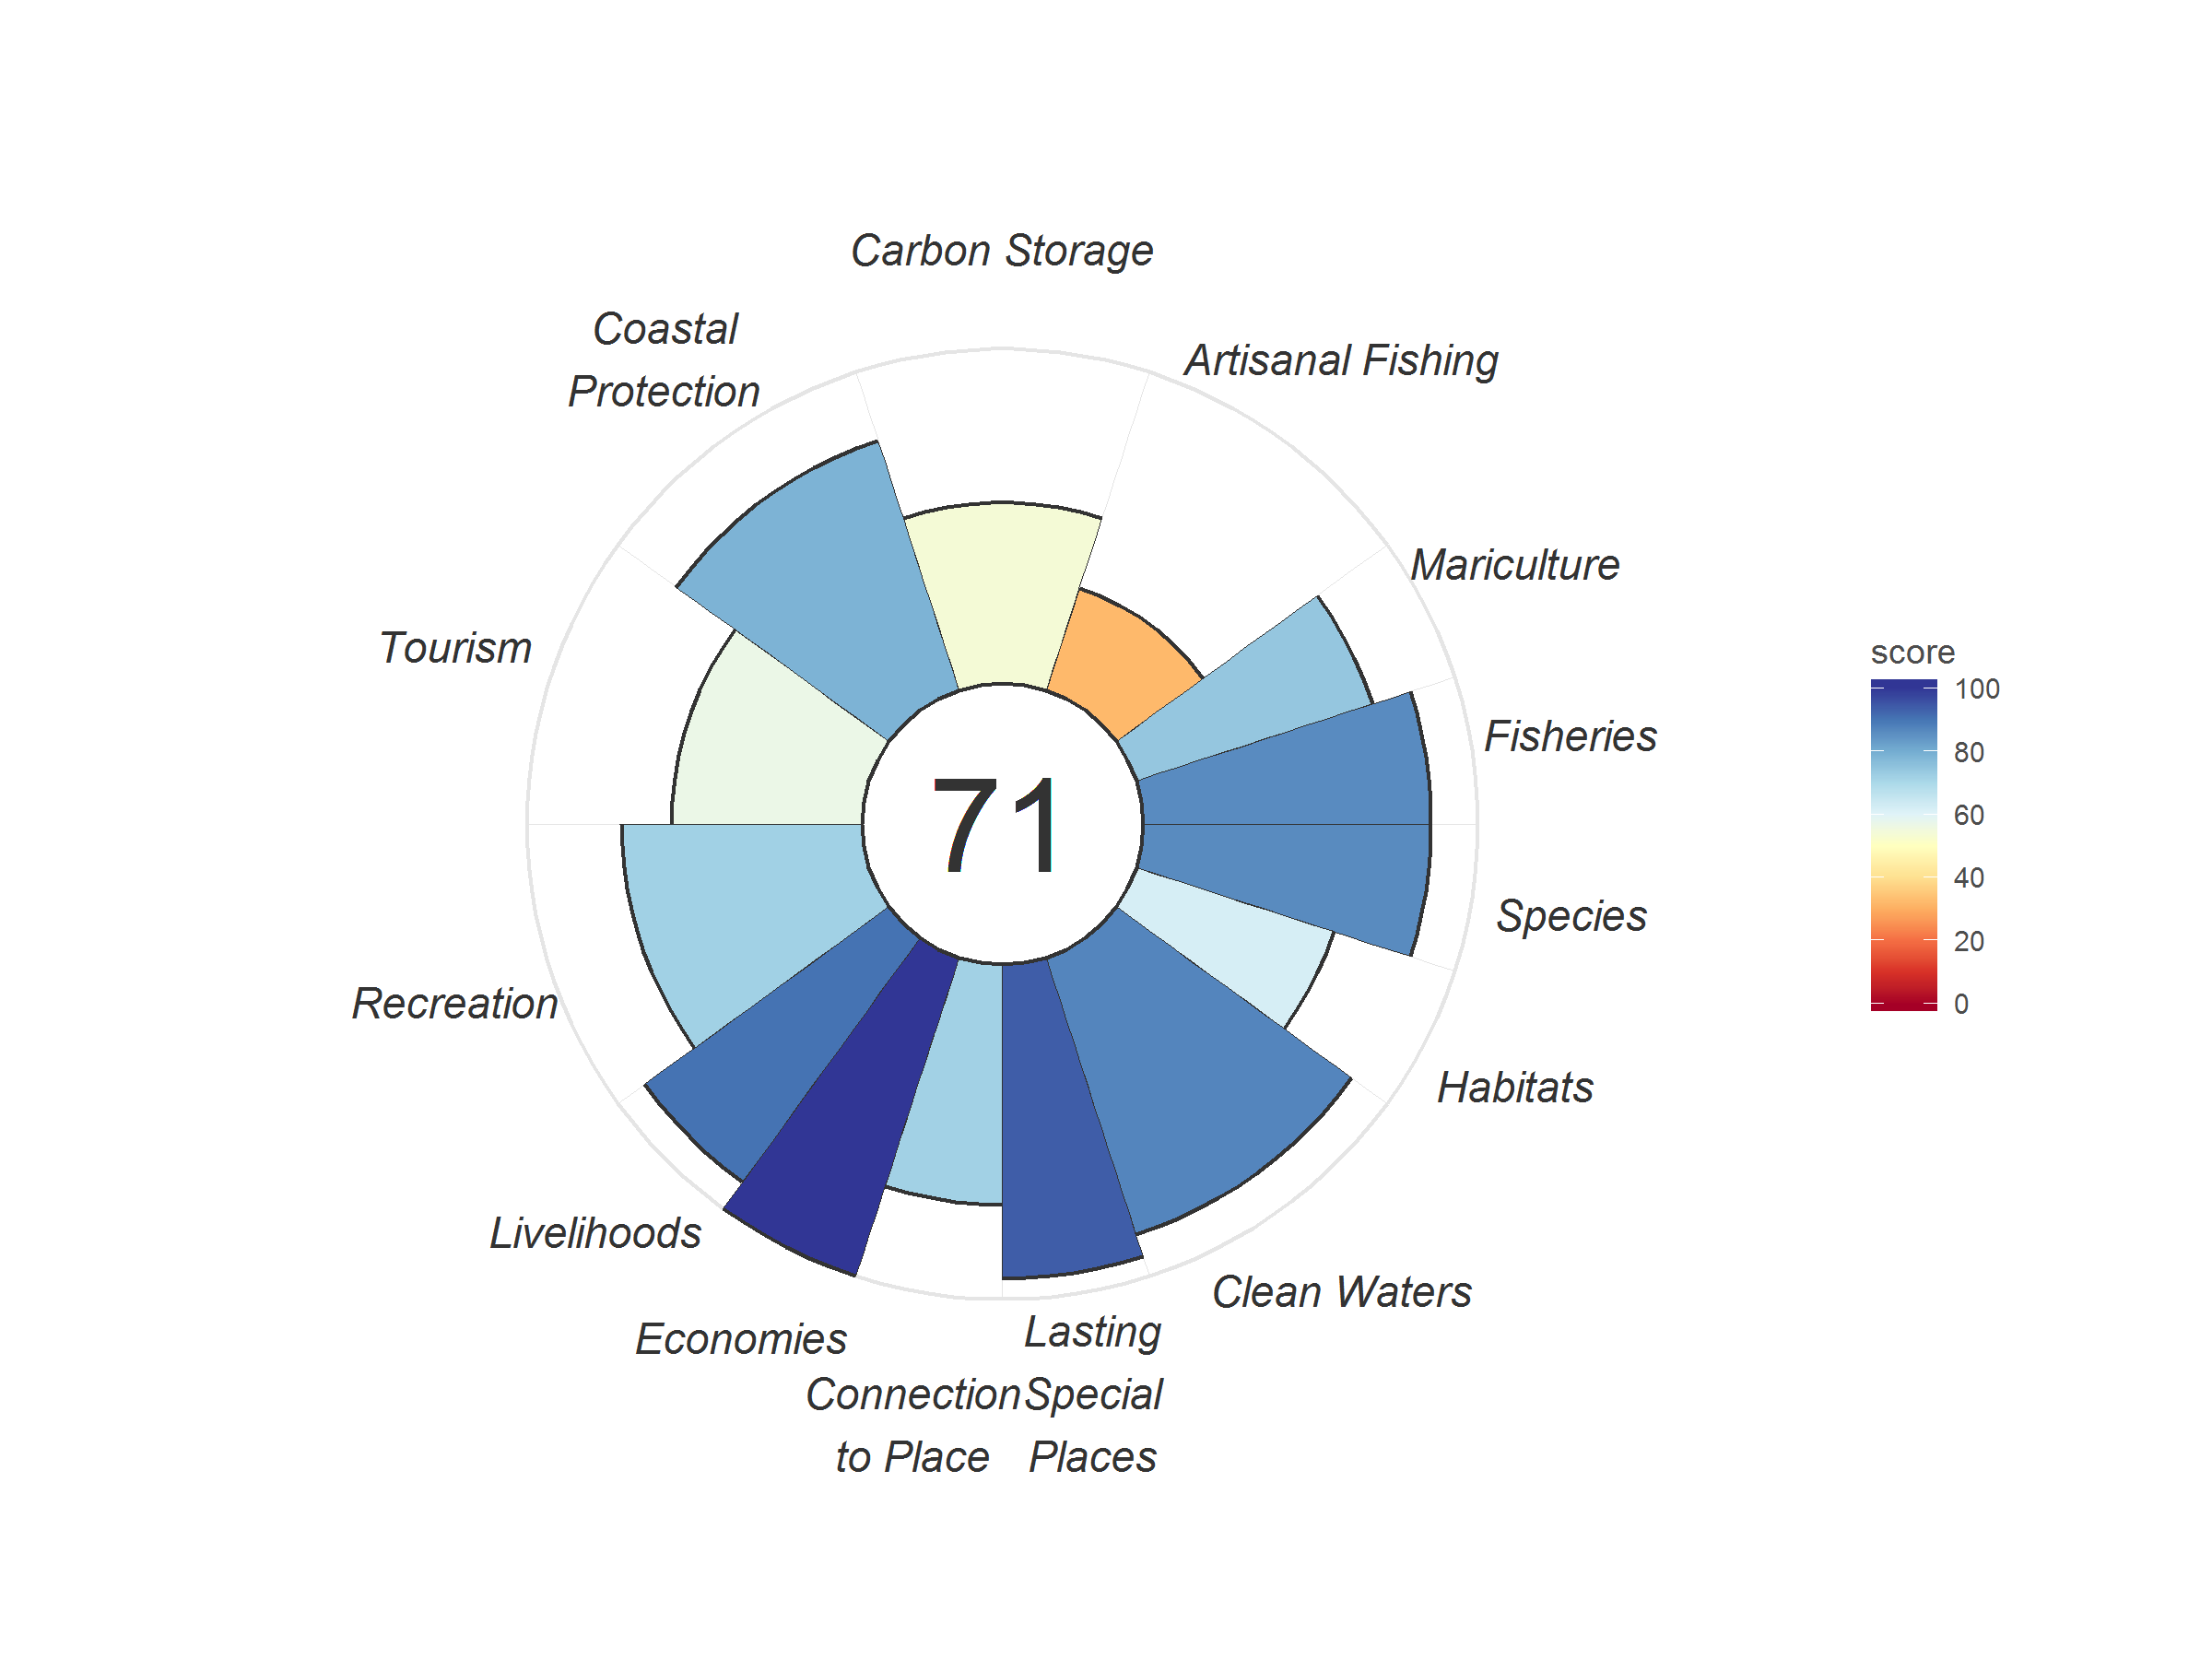 Carbon Storage
Coastal
Protection
Artisanal Fishing
Mariculture
Tourism
Fisheries
71
Species
Recreation
Habitats
Livelihoods
Clean Waters
Economies
Lasting
Special
Places
Connection
to Place
score
100
80
60
40
20
0